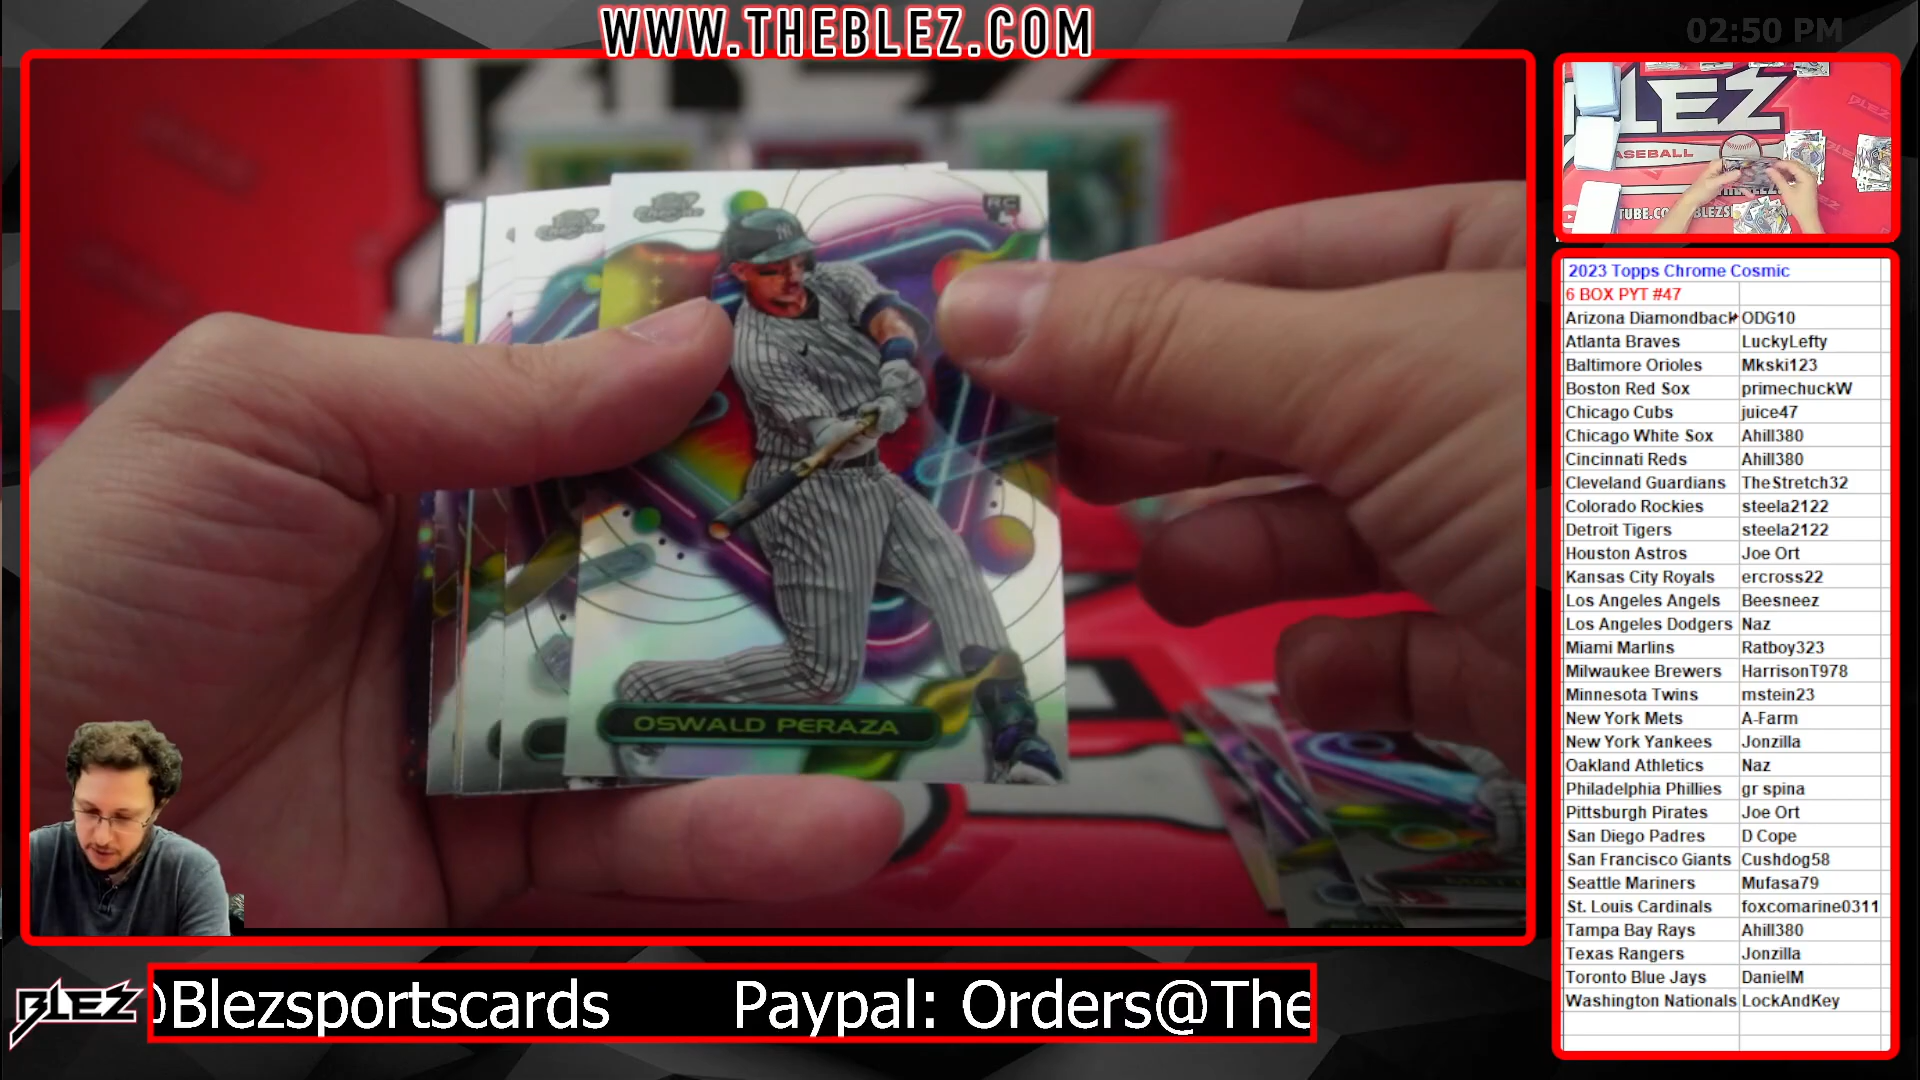 WWW.THEBLEZ.COM
02:50 PM
RC
OSWALD PERAZA
BLEZ
ASEBALL
2023 Topps Chrome Cosmic
6 BOX PYT #47
Arizona Diamondback ODG10
Atlanta Braves LuckyLefty
Baltimore Orioles Mkski123
Boston Red Sox primechuckW
Chicago Cubs juice47
Chicago White Sox Ahill380
Cincinnati Reds Ahill380
Cleveland Guardians TheStretch32
Colorado Rockies steela2122
Detroit Tigers steela2122
Houston Astros Joe Ort
Kansas City Royals ercross22
Los Angeles Angels Beesneez
Los Angeles Dodgers Naz
Miami Marlins Ratboy323
Milwaukee Brewers HarrisonT978
Minnesota Twins mstein23
New York Mets A-Farm
New York Yankees Jonzilla
Oakland Athletics Naz
Philadelphia Phillies gr spina
Pittsburgh Pirates Joe Ort
San Diego Padres D Cope
San Francisco Giants Cushdog58
Seattle Mariners Mufasa79
St. Louis Cardinals foxcomarine0311
Tampa Bay Rays Ahill380
Texas Rangers Jonzilla
Toronto Blue Jays DanielM
Washington Nationals LockAndKey
BLEZ
@Blezsportscards Paypal: Orders@The